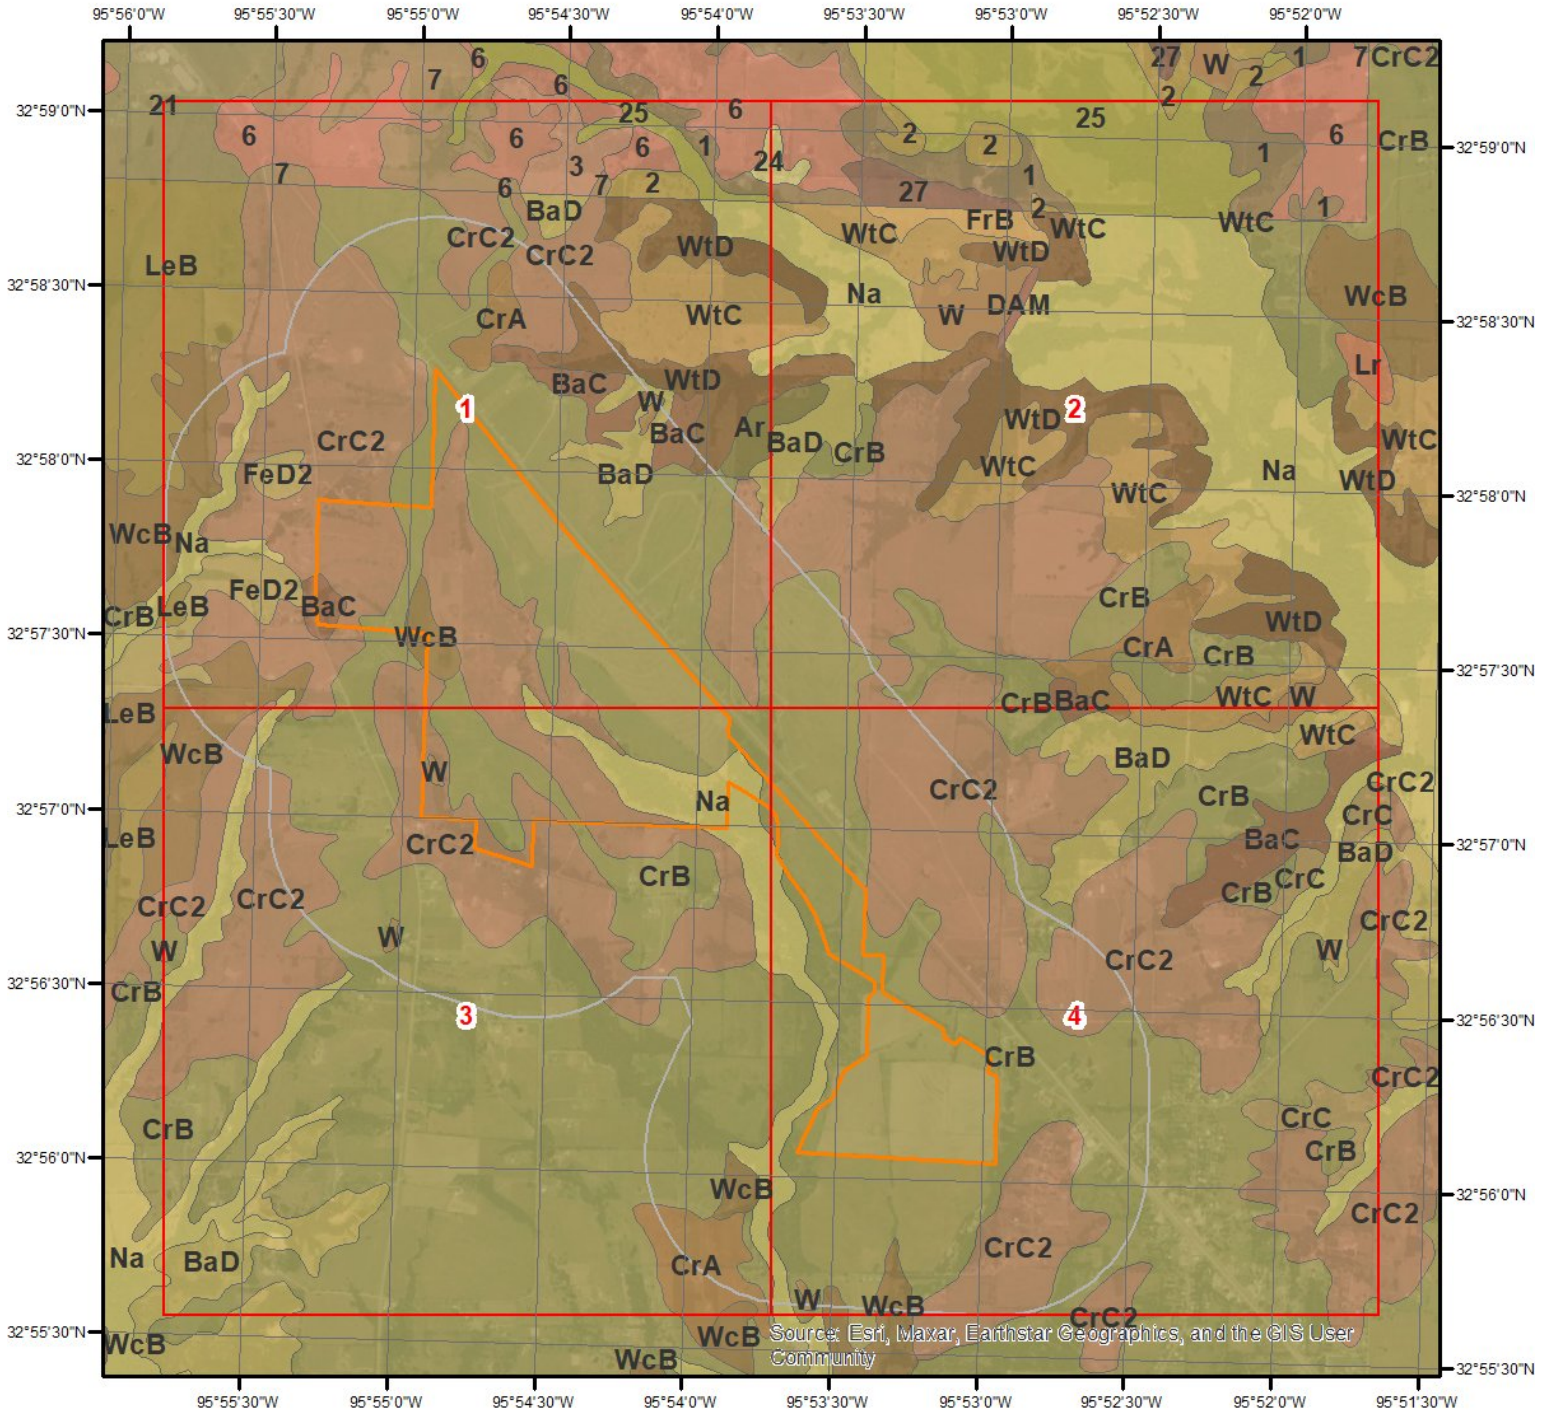 95°55'30"W 95°55'0"W 95°54'30"W 95°54'0"W 95°53'30"W 95°53'0"W 95°52'30"W 95°52'0"W
95°56'0"W
6 27 W 1 7 CrC2
7 6 2
21 25 6 2 25
32°59'0"N
6 6 6 1 2 2 1 6 CrB
32°59'0"N
7 3 24
6 7 2 27 1 1
BaD 2
CrC2 CrC2 WtD WtC FrB WtD WtC WtC
LeB
32°58'30"N
Na WcB
CrA WtC W DAM
32°58'30"N
Lr
BaC WtD
W 1 2
CrC2 BaC Ar BaD CrB WtD WtC
32°58'0"N
FeD2 BaD WtC Na WtD
WtC
32°58'0"N
WcB Na
FeD2 CrB
CrB LeB BaC
32°57'30"N
WcB CrA CrB WtD
32°57'30"N
LeB CrB BaC WtC W
WcB WtC
W BaD
32°57'0"N
Na CrC2 CrB CrC2
CrC
LeB CrC2 BaC BaD
32°57'0"N
CrB CrB CrC
CrC2 CrC2 CrC2
W W W
CrC2
32°56'30"N
CrB
3 4
32°56'30"N
CrB
CrC2
CrB CrC
CrB
32°56'0"N
WcB
32°56'0"N
CrC2
Na BaD CrA CrC2
W WcB
CrC2
32°55'30"N
WcB WcB
WcB
Source: Esri, Maxar, Earthstar Geographics, and the GIS User
Community
32°55'30"N
95°55'30"W 95°55'0"W 95°54'30"W 95°54'0"W 95°53'30"W 95°53'0"W 95°52'30"W 95°52'0"W 95°51'30"W